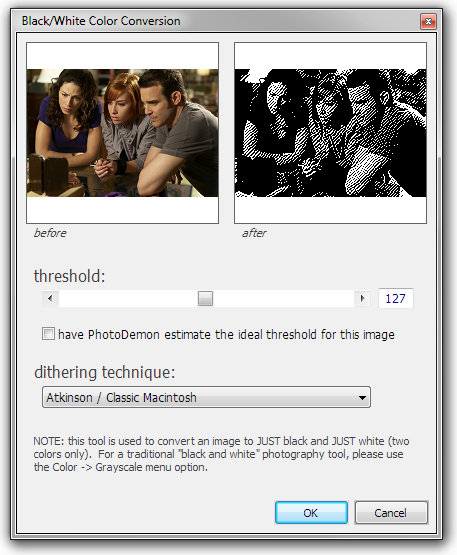 Black/White Color Conversion
before
after
threshold:
127
have PhotoDemon estimate the ideal threshold for this image
dithering technique:
Atkinson / Classic Macintosh
NOTE: this tool is used to convert an image to JUST black and JUST white (two
colors only).  For a traditional "black and white" photography tool, please use
the Color -> Grayscale menu option.
OK
Cancel